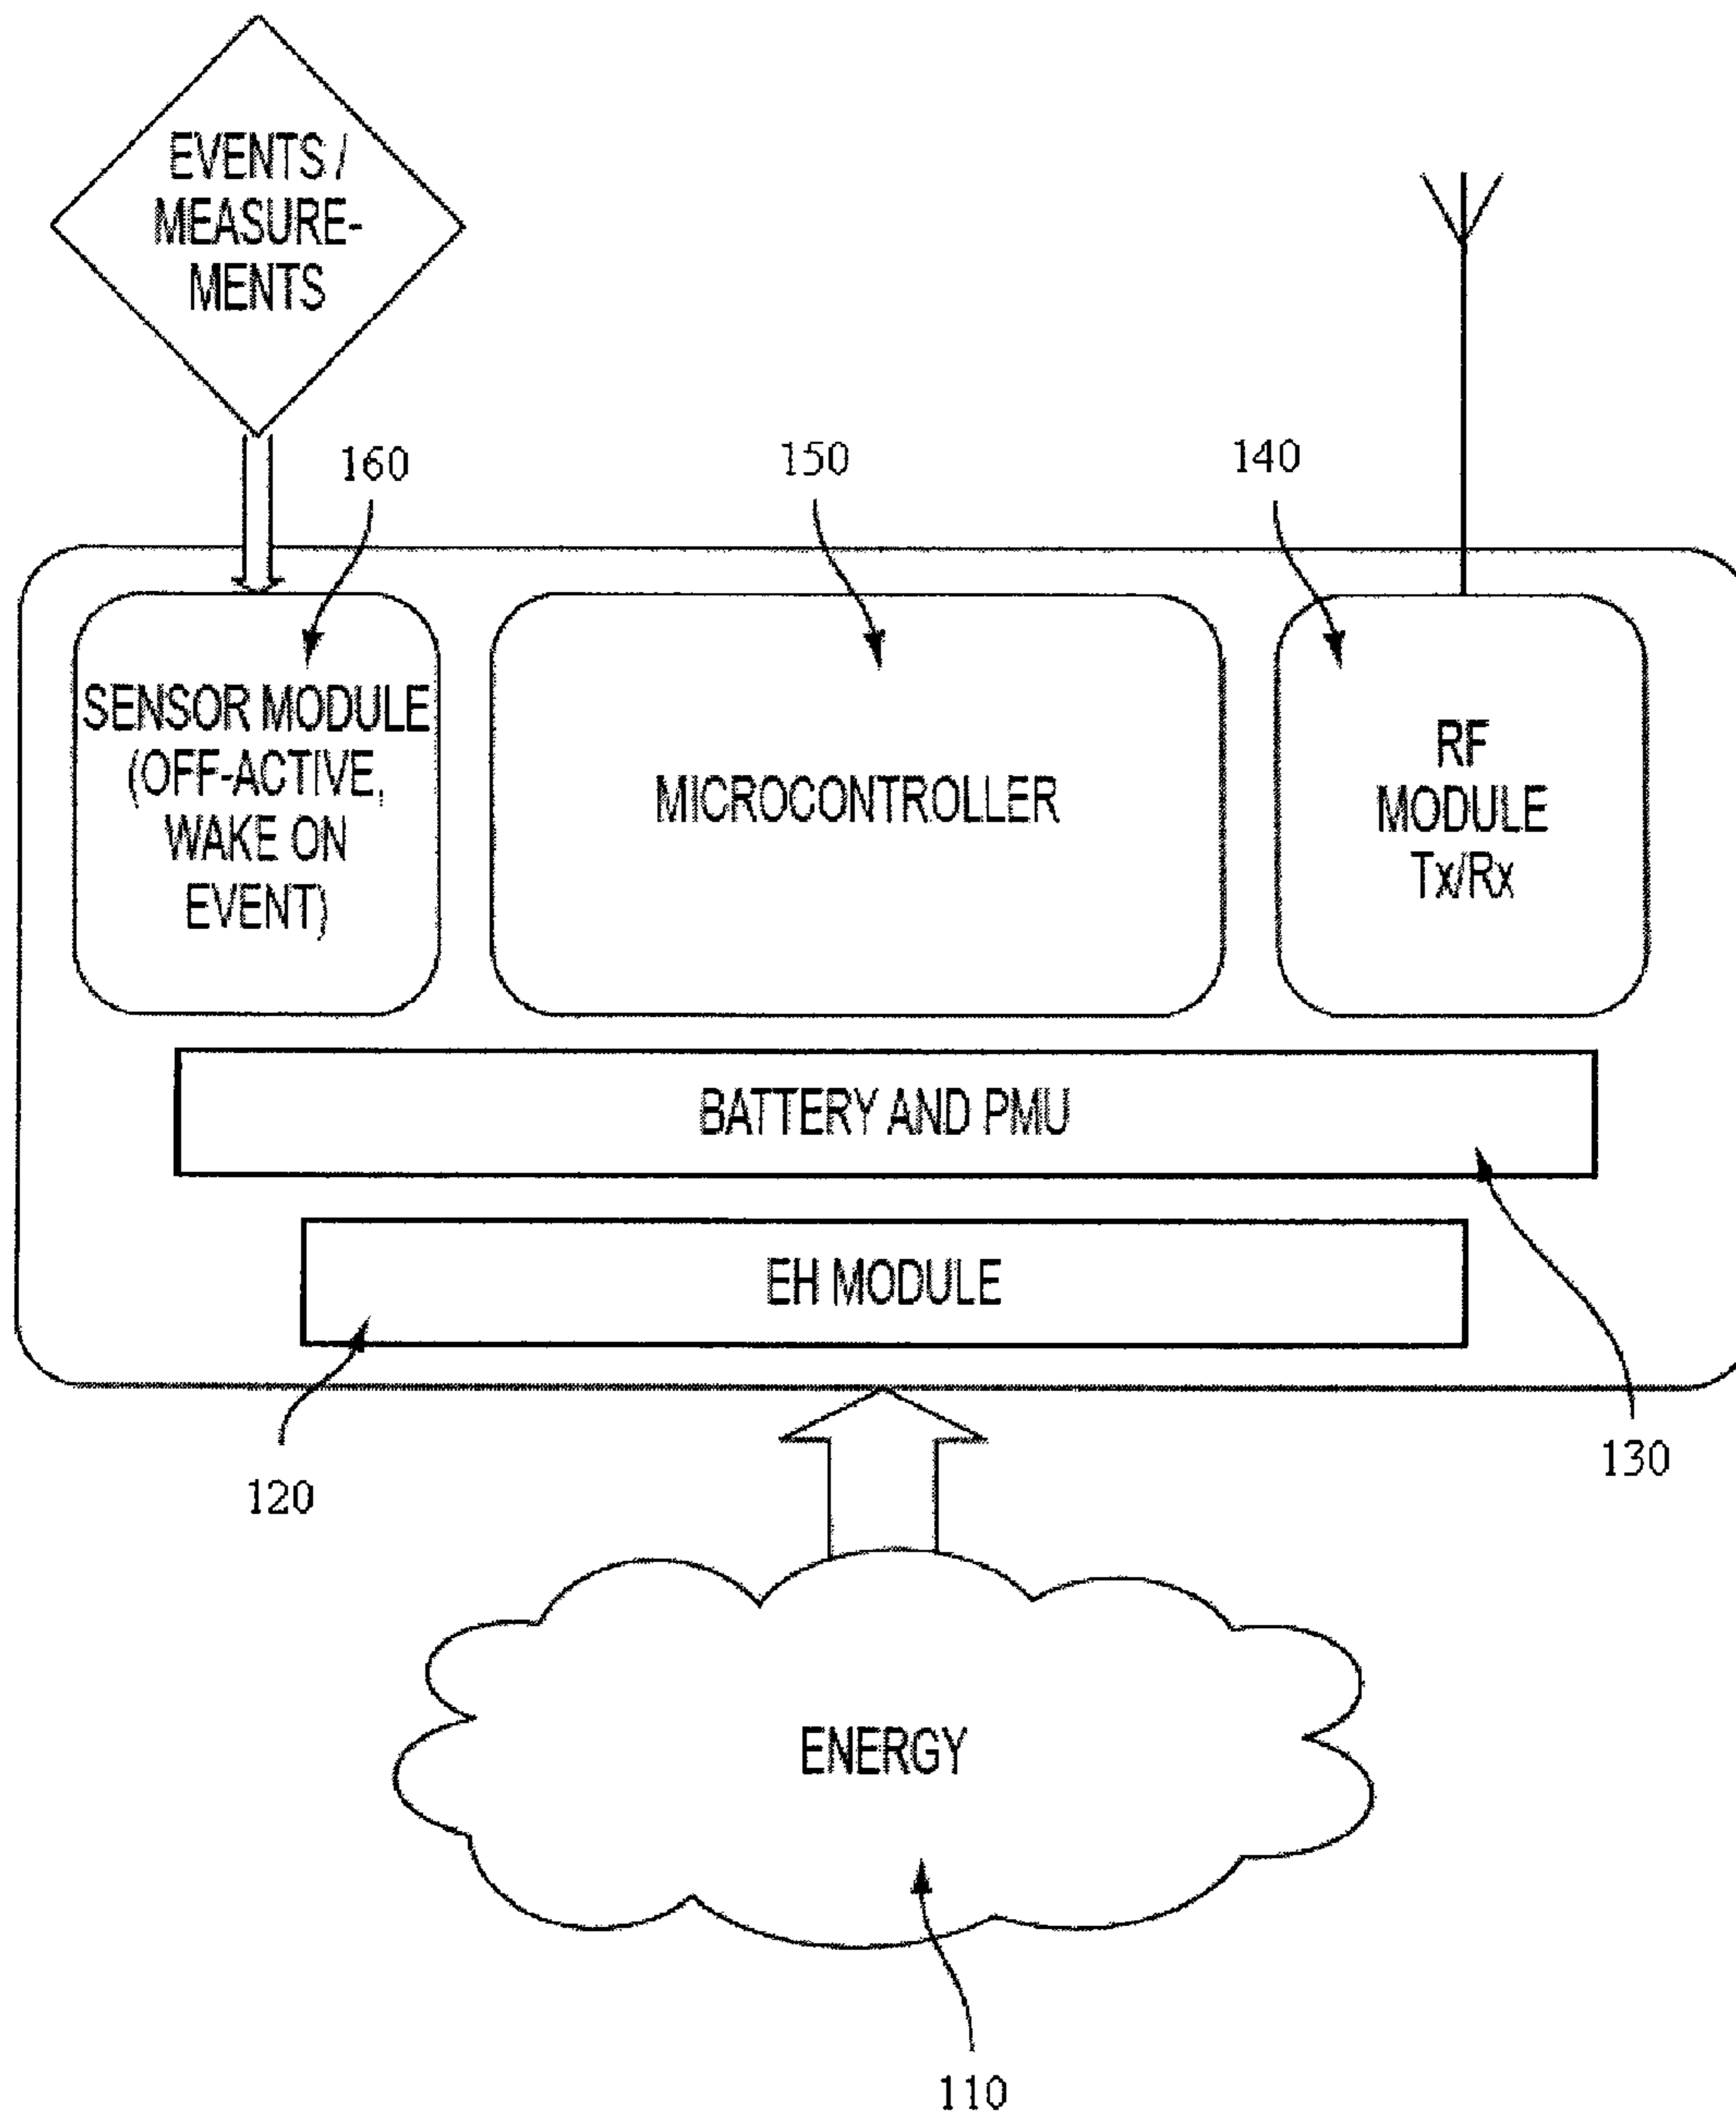 EVENTS /
MEASURE-
MENTS
160
150
140
SENSOR MODULE
(OFF-ACTIVE,
WAKE ON
EVENT)
MICROCONTROLLER
RF
MODULE
Tx/Rx
BATTERY AND PMU
EH MODULE
120
130
ENERGY
110